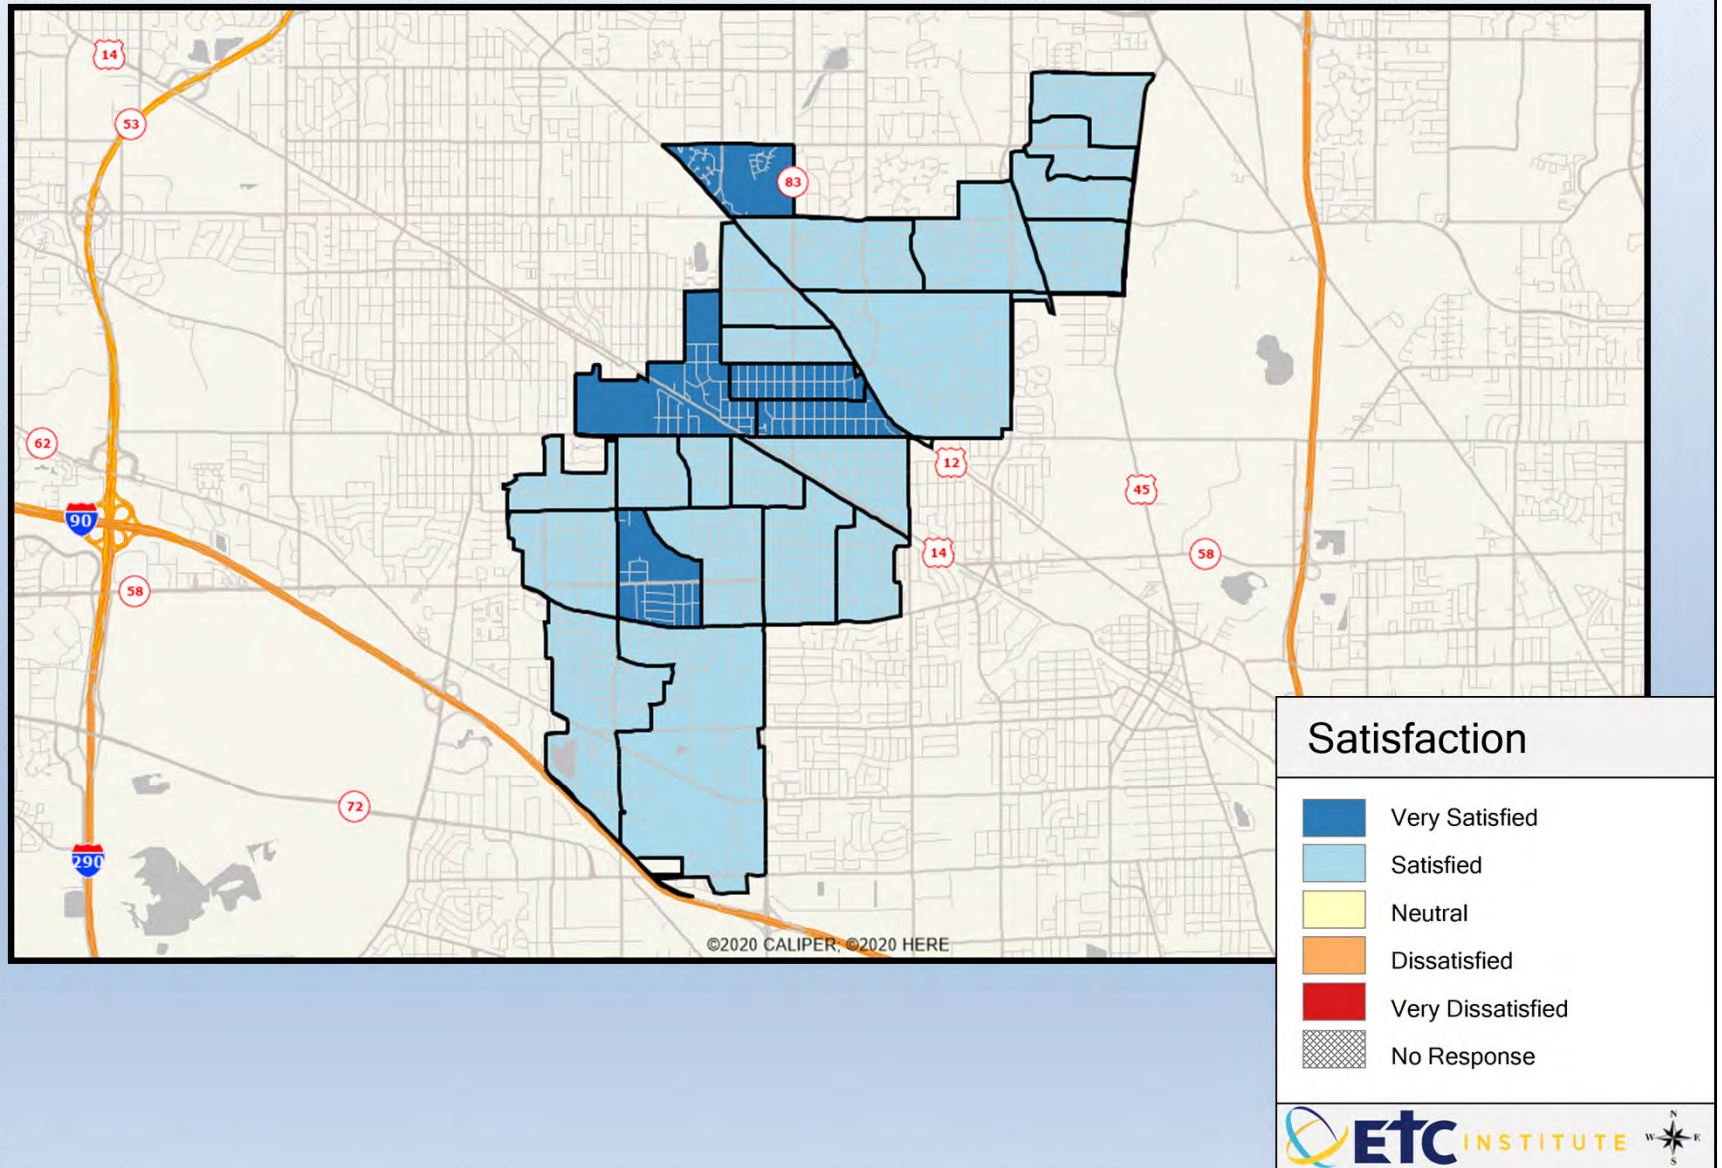 14
53
83
62
12
45
90
14
58
58
72
290
©2020 CALIPER; ©2020 HERE
Satisfaction
Very Satisfied
Satisfied
Neutral
Dissatisfied
Very Dissatisfied
No Response
ETC INSTITUTE
N
W E
S